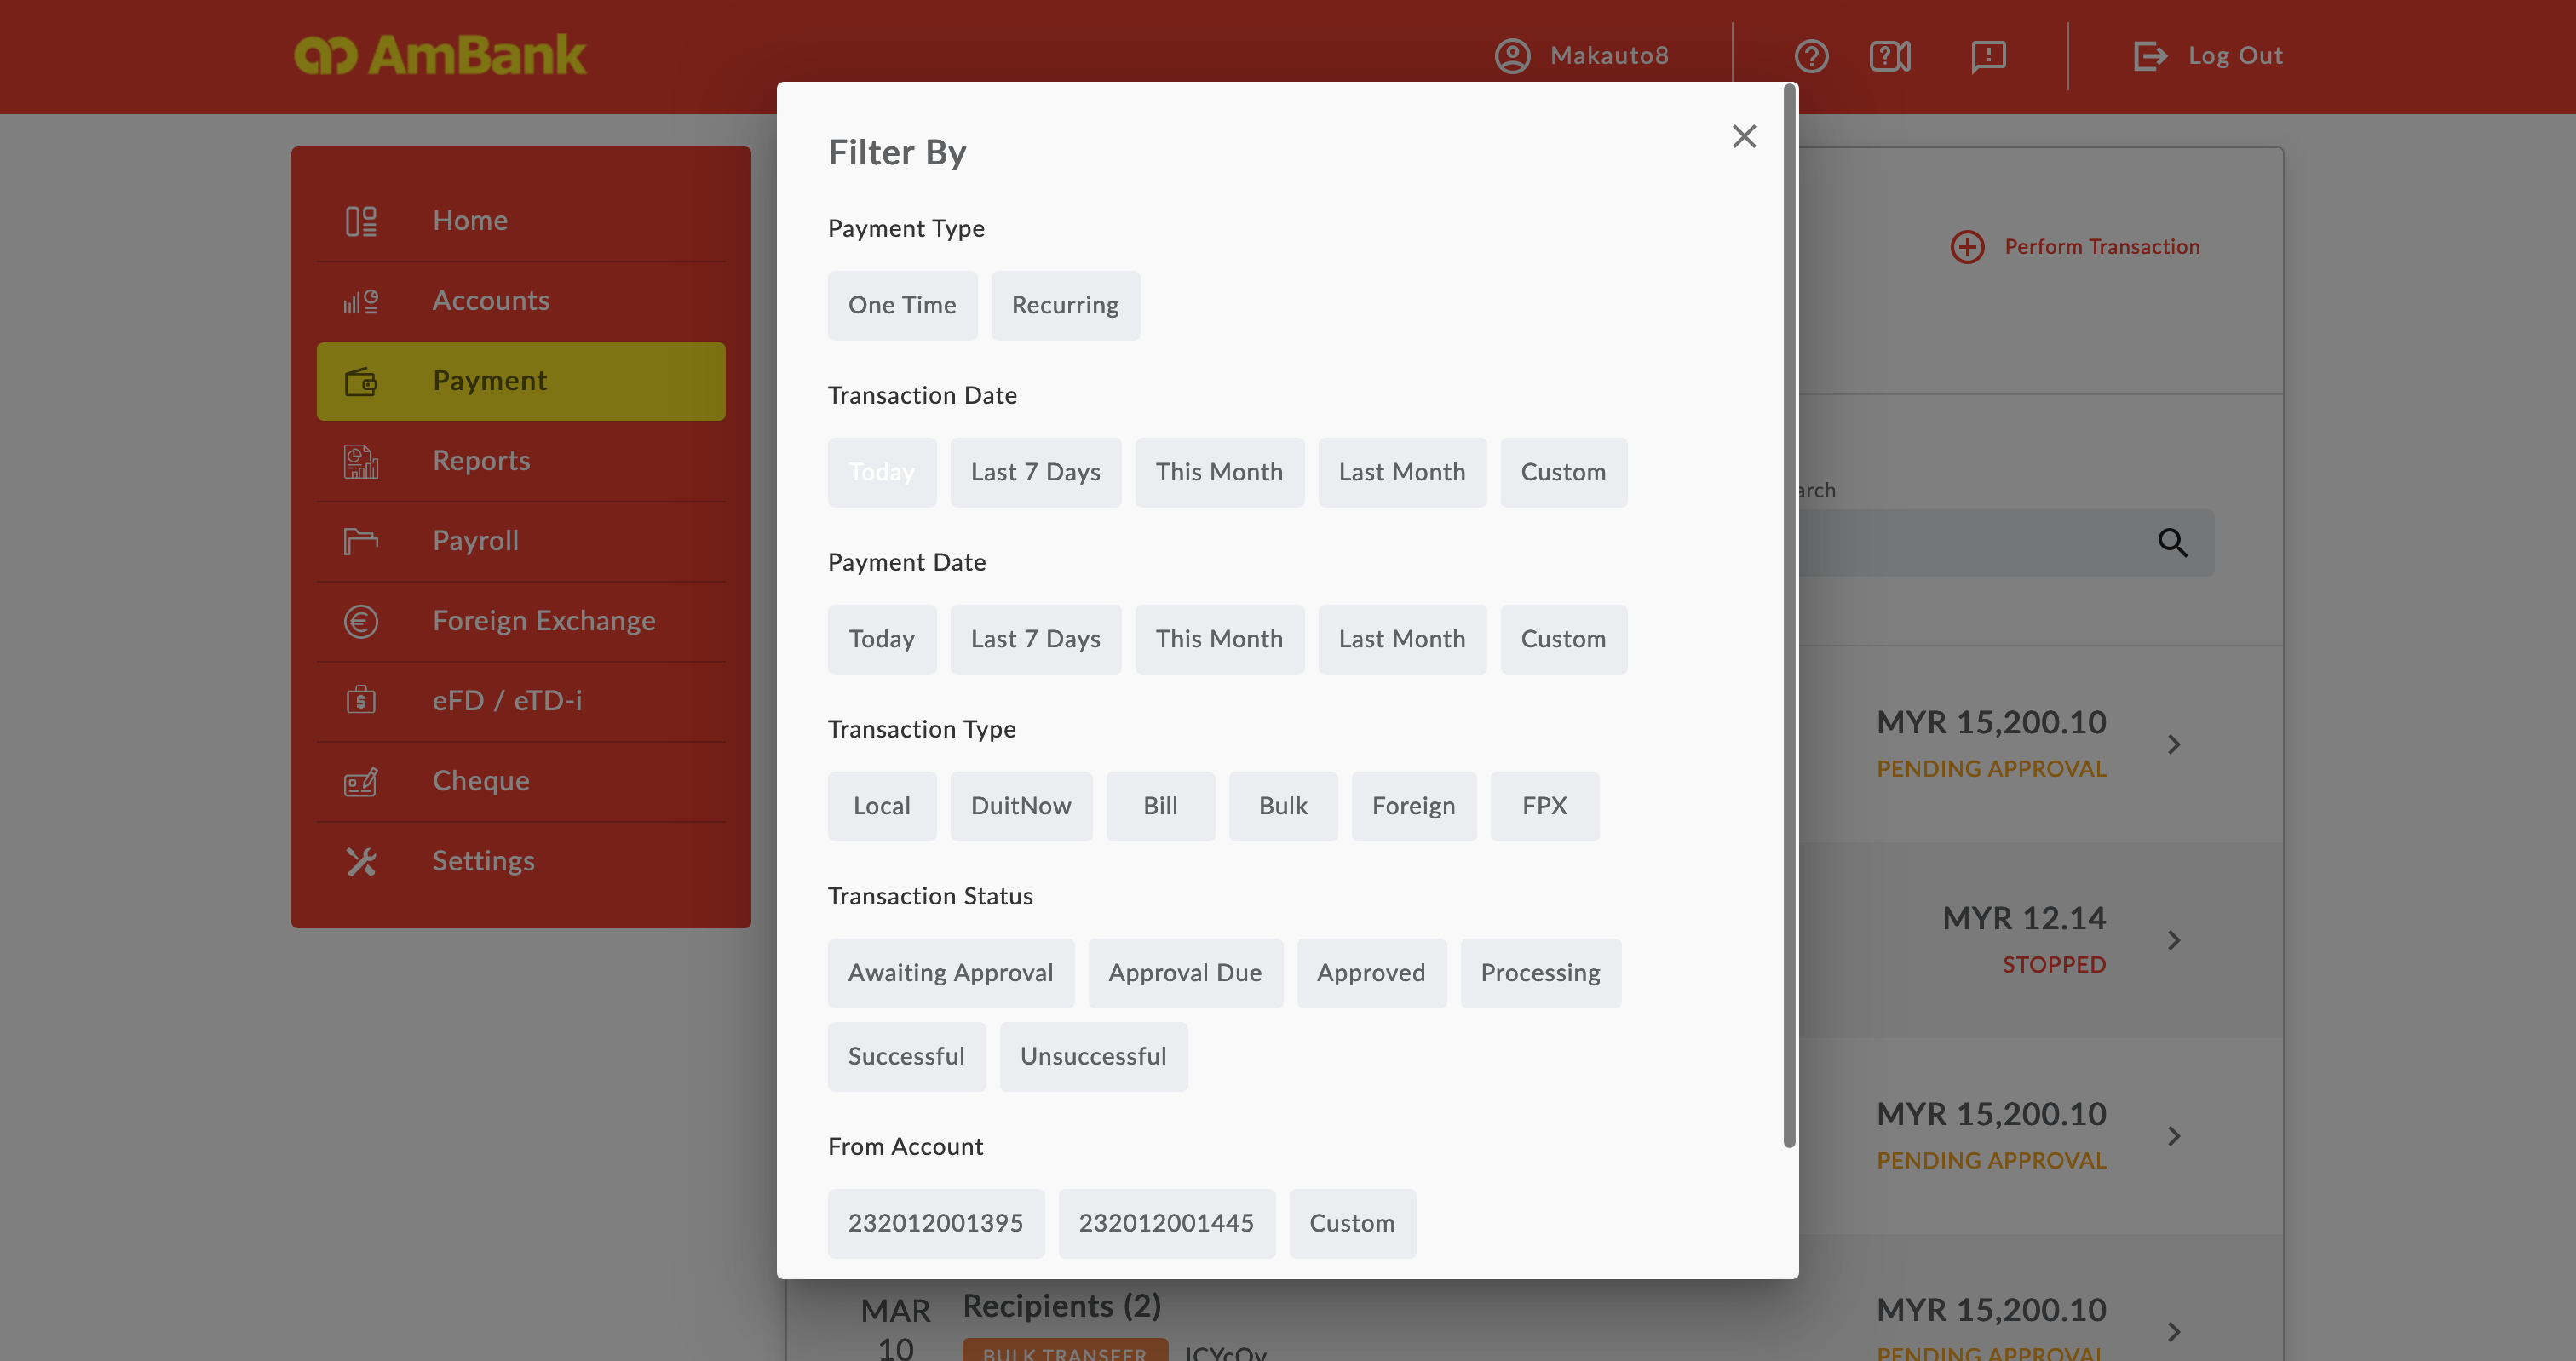 AmBank
Makauto8
Log Out
Home
Accounts
Payment
Reports
Payroll
Foreign Exchange
eFD / eTD-i
Cheque
Settings
Filter By
Payment Type
One Time Recurring
Transaction Date
Today Last 7 Days This Month Last Month Custom
Payment Date
Today Last 7 Days This Month Last Month Custom
Transaction Type
Local DuitNow Bill Bulk Foreign FPX
Transaction Status
Awaiting Approval Approval Due Approved Processing
Successful Unsuccessful
From Account
232012001395 232012001445 Custom
Perform Transaction
MYR 15,200.10
PENDING APPROVAL
MYR 12.14
STOPPED
MYR 15,200.10
PENDING APPROVAL
MAR
10
Recipients (2)
BULK TRANSFER
MYR 15,200.10
PENDING APPROVAL